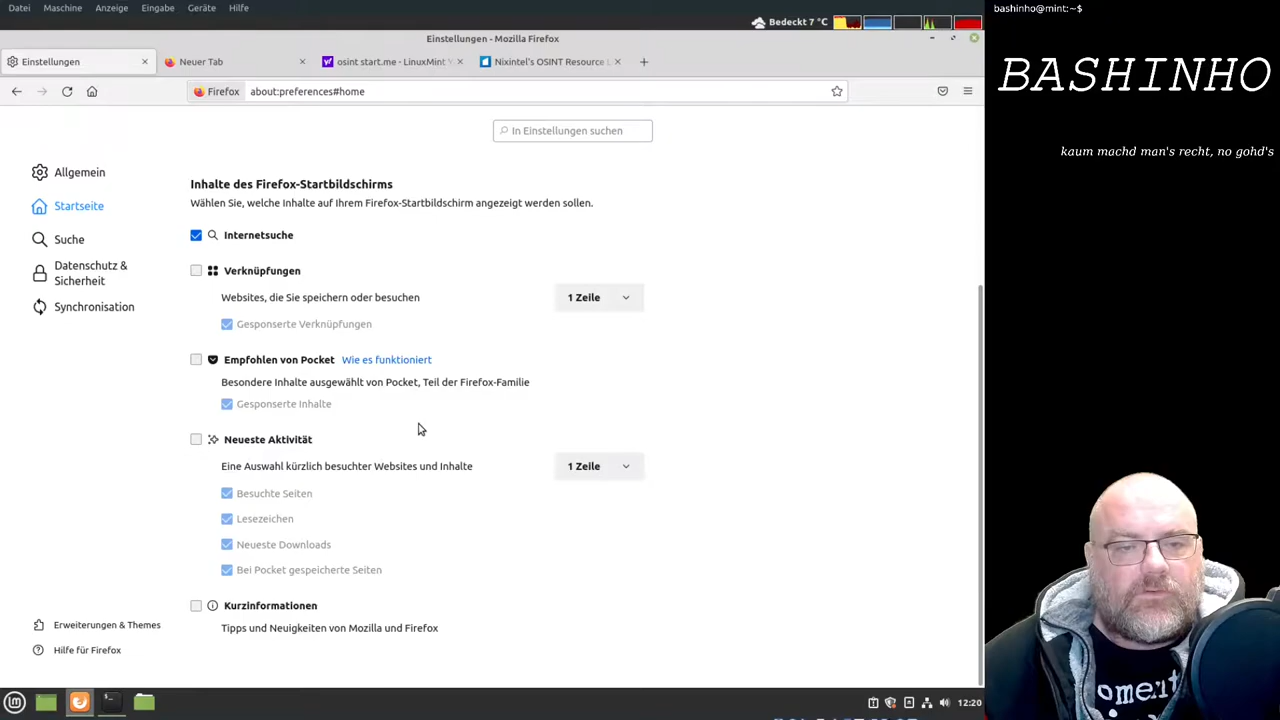 Datei Maschine Anzeige Eingabe Geräte Hilfe
bashinho@mint:~$
Bedeckt 7 °C
Einstellungen - Mozilla Firefox
Einstellungen
Neuer Tab
osint start.me - LinuxMint
Nixintel's OSINT Resource L
Firefox
about:preferences#home
BASHINHO
kaum machd man's recht, no gohd's
In Einstellungen suchen
Allgemein
Startseite
Suche
Datenschutz &
Sicherheit
Synchronisation
Inhalte des Firefox-Startbildschirms
Wählen Sie, welche Inhalte auf Ihrem Firefox-Startbildschirm angezeigt werden sollen.
Internetsuche
Verknüpfungen
Websites, die Sie speichern oder besuchen
1 Zeile
Gesponserte Verknüpfungen
Empfohlen von Pocket Wie es funktioniert
Besondere Inhalte ausgewählt von Pocket, Teil der Firefox-Familie
Gesponserte Inhalte
Neueste Aktivität
Eine Auswahl kürzlich besuchter Websites und Inhalte
1 Zeile
Besuchte Seiten
Lesezeichen
Neueste Downloads
Bei Pocket gespeicherte Seiten
Kurzinformationen
Tipps und Neuigkeiten von Mozilla und Firefox
Erweiterungen & Themes
Hilfe für Firefox
12:20